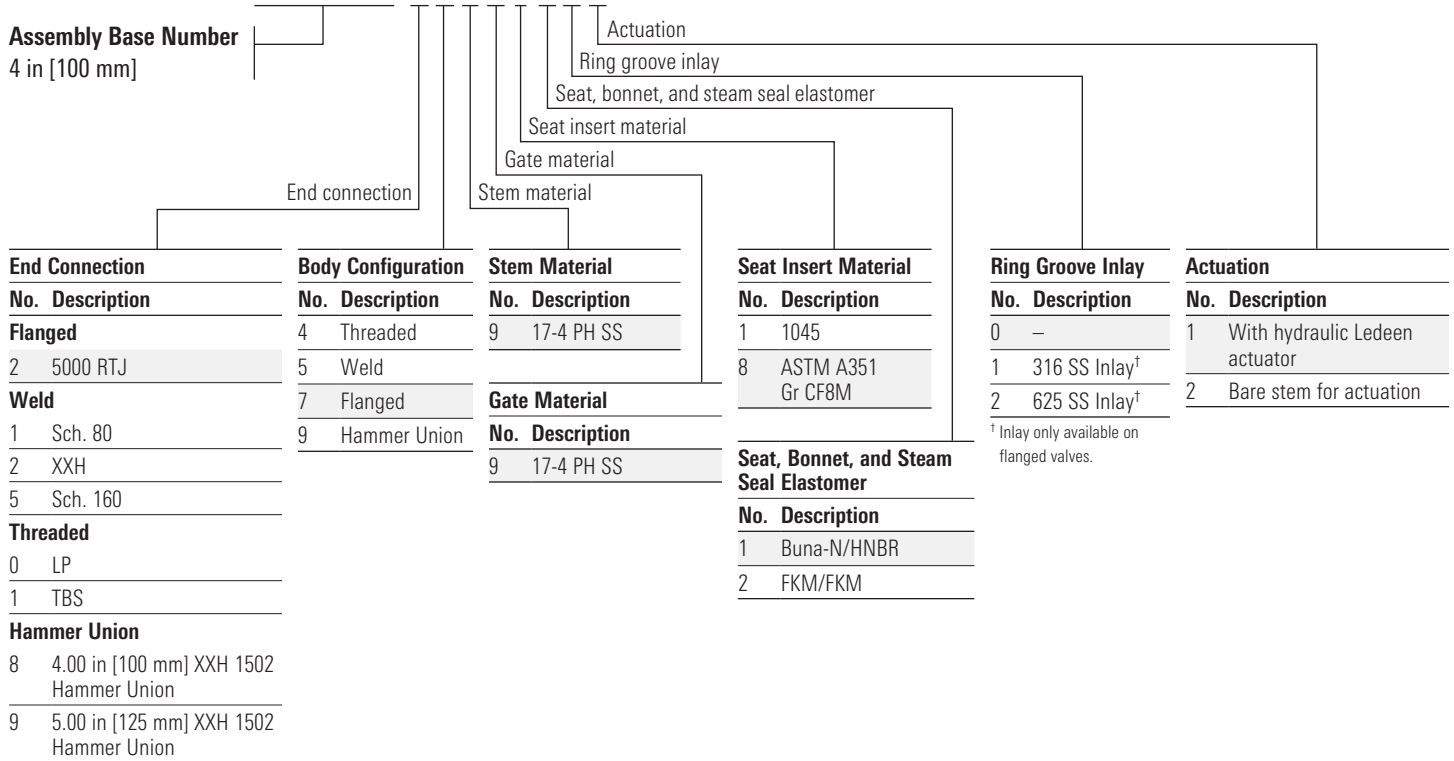 Assembly Base Number
4 in [100 mm]
Actuation
Ring groove inlay
Seat, bonnet, and steam seal elastomer
Seat insert material
Gate material
End connection
Stem material
End Connection
No. Description
Flanged
2 5000 RTJ
Weld
1 Sch. 80
2 XXH
5 Sch. 160
Threaded
0 LP
1 TBS
Hammer Union
8 4.00 in [100 mm] XXH 1502
Hammer Union
9 5.00 in [125 mm] XXH 1502
Hammer Union
Body Configuration
No. Description
4 Threaded
5 Weld
7 Flanged
9 Hammer Union
Stem Material
No. Description
9 17-4 PH SS
Gate Material
No. Description
9 17-4 PH SS
Seat Insert Material
No. Description
1 1045
8 ASTM A351
Gr CF8M
Seat, Bonnet, and Steam
Seal Elastomer
No. Description
1 Buna-N/HNBR
2 FKM/FKM
Ring Groove Inlay
No. Description
0 –
1 316 SS Inlay†
2 625 SS Inlay†
† Inlay only available on
flanged valves.
Actuation
No. Description
1 With hydraulic Ledeen
actuator
2 Bare stem for actuation